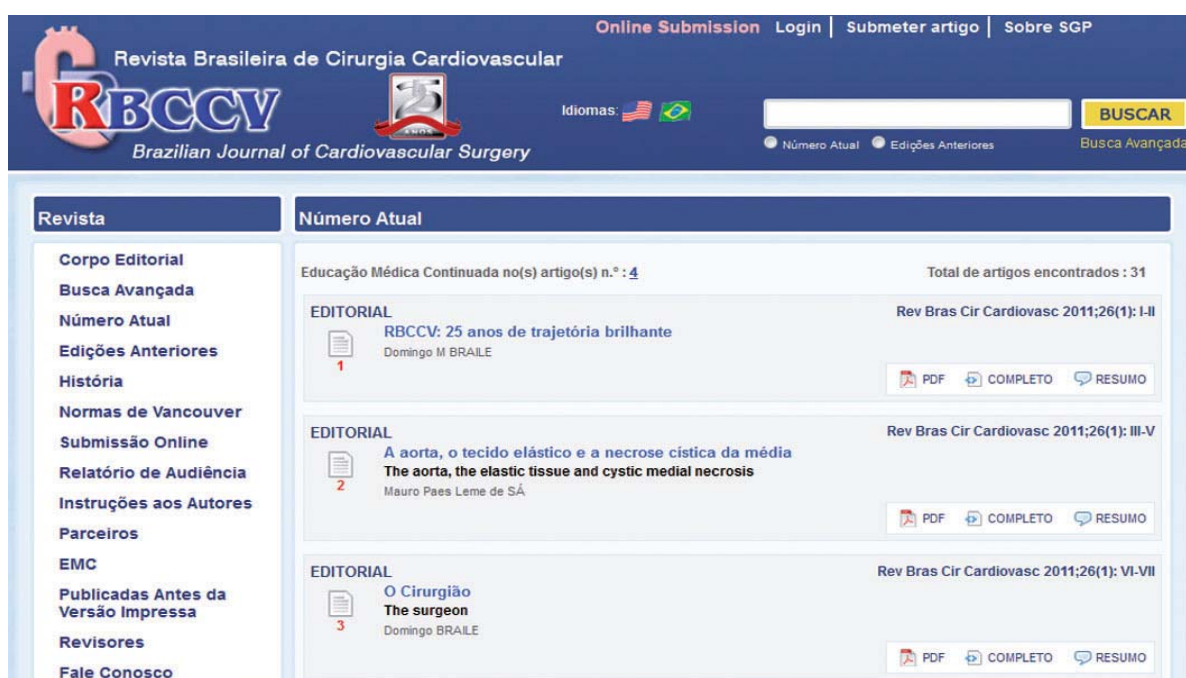 Online Submission Login | Submeter artigo | Sobre SGP
Revista Brasileira de Cirurgia Cardiovascular
RBCCV
25
ANOS
Idiomas:
BUSCAR
Brazilian Journal of Cardiovascular Surgery
Número Atual Edições Anteriores
Busca Avançada
Revista
Corpo Editorial
Busca Avançada
Número Atual
Edições Anteriores
História
Normas de Vancouver
Submissão Online
Relatório de Audiência
Instruções aos Autores
Parceiros
EMC
Publicadas Antes da
Versão Impressa
Revisores
Fale Conosco
Número Atual
Educação Médica Continuada no(s) artigo(s) n.º : 4
Total de artigos encontrados : 31
EDITORIAL
Rev Bras Cir Cardiovasc 2011;26(1): I-II
RBCCV: 25 anos de trajetória brilhante
Domingo M BRAILE
1
PDF COMPLETO RESUMO
EDITORIAL
Rev Bras Cir Cardiovasc 2011;26(1): III-V
A aorta, o tecido elástico e a necrose cística da média
The aorta, the elastic tissue and cystic medial necrosis
2
Mauro Paes Leme de SÁ
PDF COMPLETO RESUMO
EDITORIAL
Rev Bras Cir Cardiovasc 2011;26(1): VI-VII
O Cirurgião
The surgeon
3
Domingo BRAILE
PDF COMPLETO RESUMO